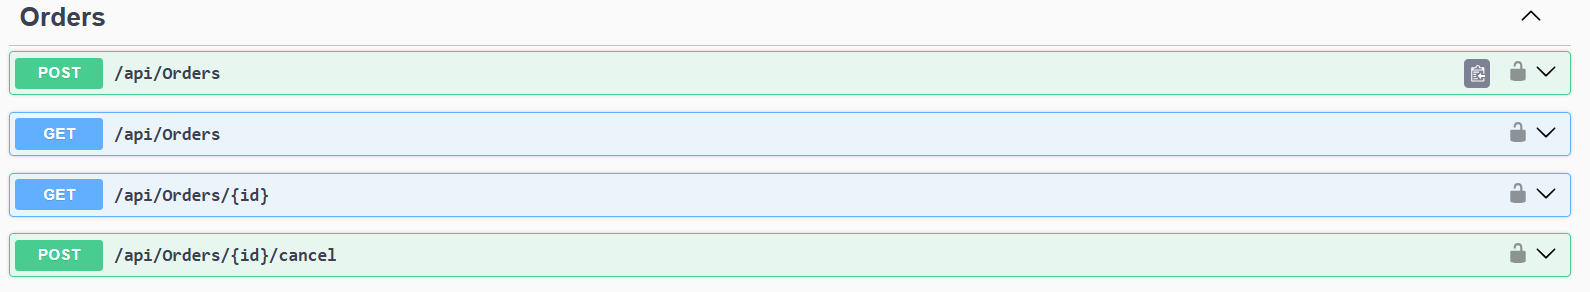 Orders
POST /api/Orders
GET /api/Orders
GET /api/Orders/{id}
POST /api/Orders/{id}/cancel